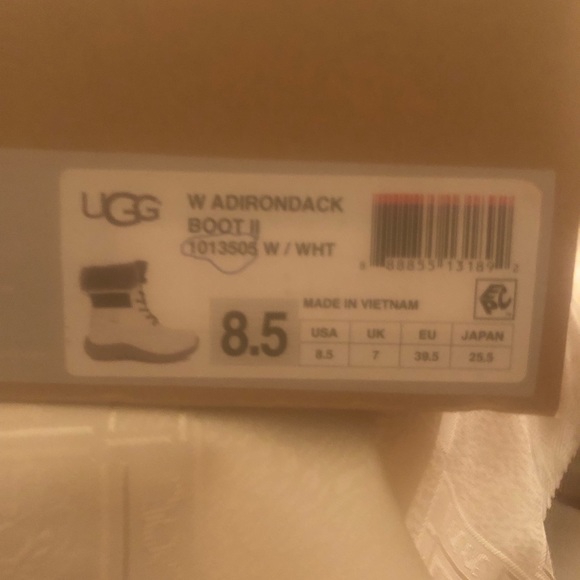 UGG
W ADIRONDACK
BOOT II
1013505 W / WHT
MADE IN VIETNAM
8.5
USA UK EU JAPAN
8.5 7 39.5 25.5